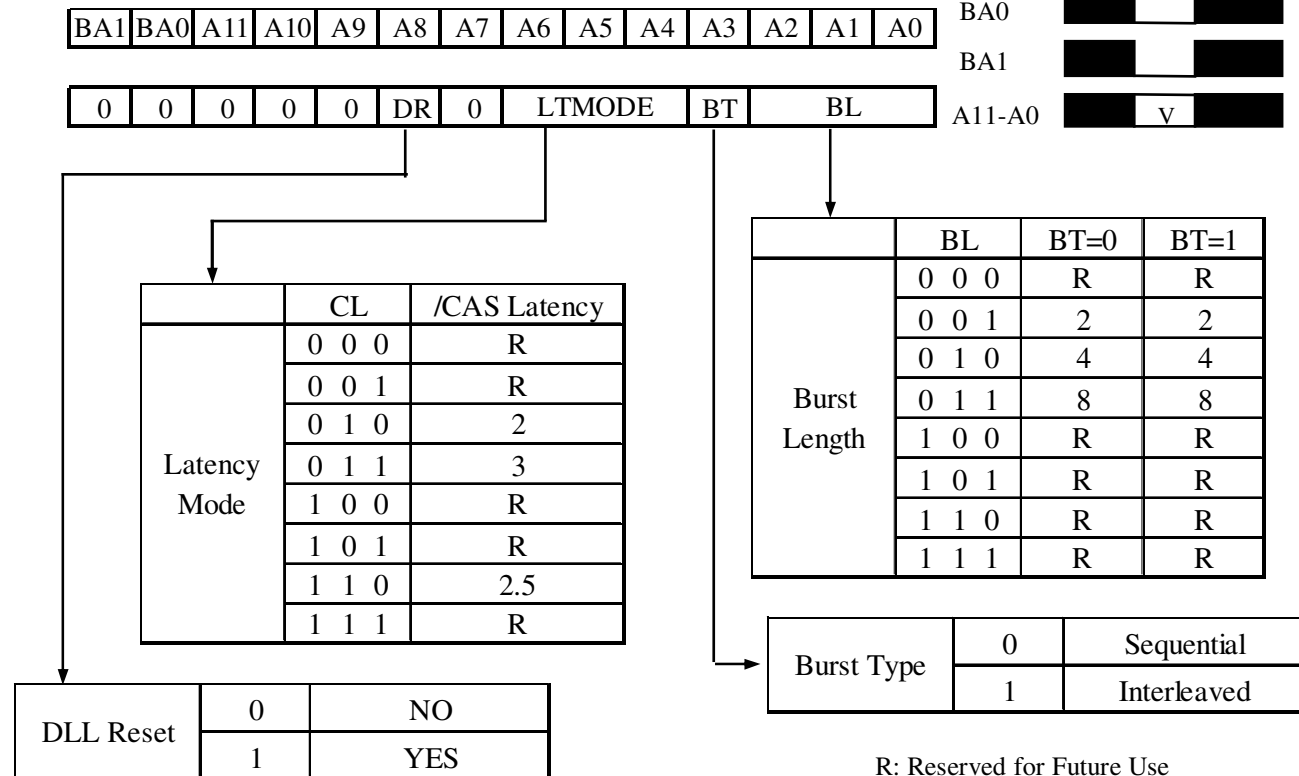 BA1 BA0 A11 A10 A9 A8 A7 A6 A5 A4 A3 A2 A1 A0
0 0 0 0 0 DR 0 LTMODE BT BL
BA0
BA1
A11-A0 V
CL /CAS Latency
Latency Mode
0 0 0 R
0 0 1 R
0 1 0 2
0 1 1 3
1 0 0 R
1 0 1 R
1 1 0 2.5
1 1 1 R
BL BT=0 BT=1
Burst Length
0 0 0 R R
0 0 1 2 2
0 1 0 4 4
0 1 1 8 8
1 0 0 R R
1 0 1 R R
1 1 0 R R
1 1 1 R R
Burst Type
0 Sequential
1 Interleaved
DLL Reset
0 NO
1 YES
R: Reserved for Future Use